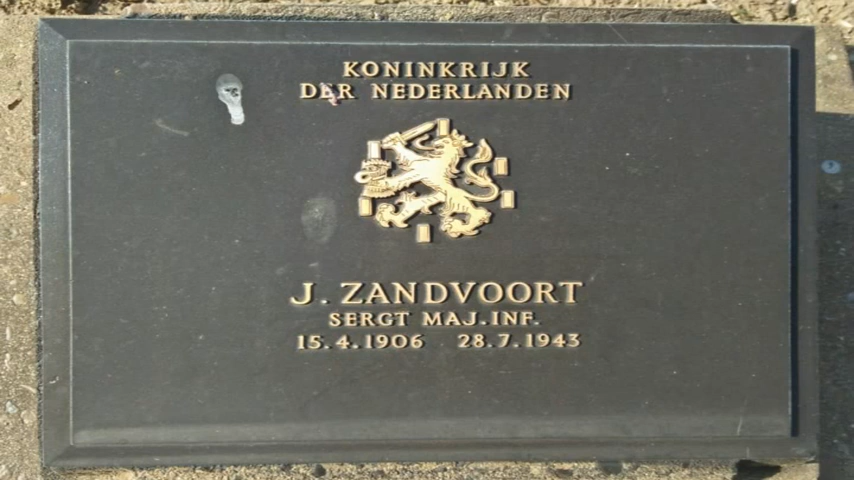 KONINKRIJK
DER NEDERLANDEN
J. ZANDVOORT
SERGT MAJ.INF.
15.4.1906 28.7.1943